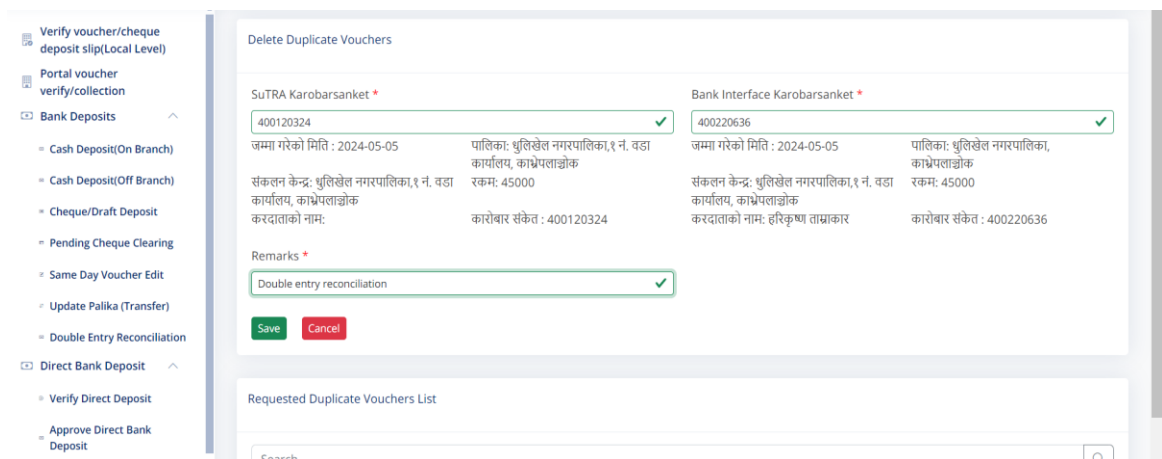 Verify voucher/cheque
deposit slip(Local Level)
Portal voucher
verify/collection
Bank Deposits
Cash Deposit(On Branch)
Cash Deposit(Off Branch)
Cheque/Draft Deposit
Pending Cheque Clearing
Same Day Voucher Edit
Update Palika (Transfer)
Double Entry Reconciliation
Direct Bank Deposit
Verify Direct Deposit
Approve Direct Bank
Deposit
Delete Duplicate Vouchers
SuTRA Karobarsanket *
400120324
जम्मा गरेको मिति : 2024-05-05
पालिका: धुलिखेल नगरपालिका,१ नं. वडा
कार्यालय, काभ्रेपलाञ्चोक
संकलन केन्द्र: धुलिखेल नगरपालिका,१ नं. वडा
कार्यालय, काभ्रेपलाञ्चोक
रकम: 45000
करदाताको नाम:
कारोबार संकेत : 400120324
Bank Interface Karobarsanket *
400220636
जम्मा गरेको मिति : 2024-05-05
पालिका: धुलिखेल नगरपालिका,
काभ्रेपलाञ्चोक
संकलन केन्द्र: धुलिखेल नगरपालिका,१ नं. वडा
कार्यालय, काभ्रेपलाञ्चोक
रकम: 45000
करदाताको नाम: हरिकृष्ण ताम्राकार
कारोबार संकेत : 400220636
Remarks *
Double entry reconciliation
Save
Cancel
Requested Duplicate Vouchers List
Search